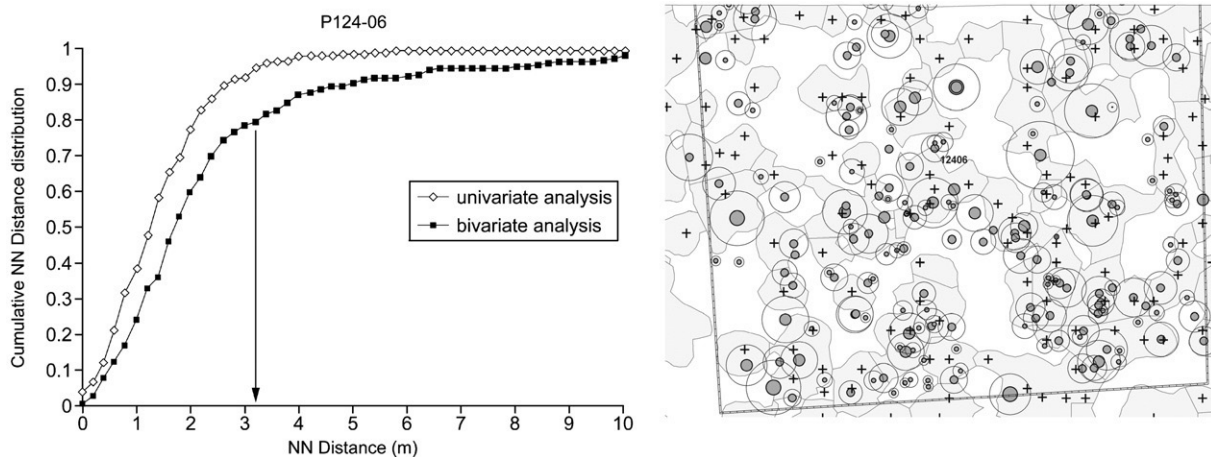 P124-06
Cumulative NN Distance distribution
1
0.9
0.8
0.7
0.6
0.5
0.4
0.3
0.2
0.1
0
univariate analysis
bivariate analysis
0 1 2 3 4 5 6 7 8 9 10
NN Distance (m)
12406